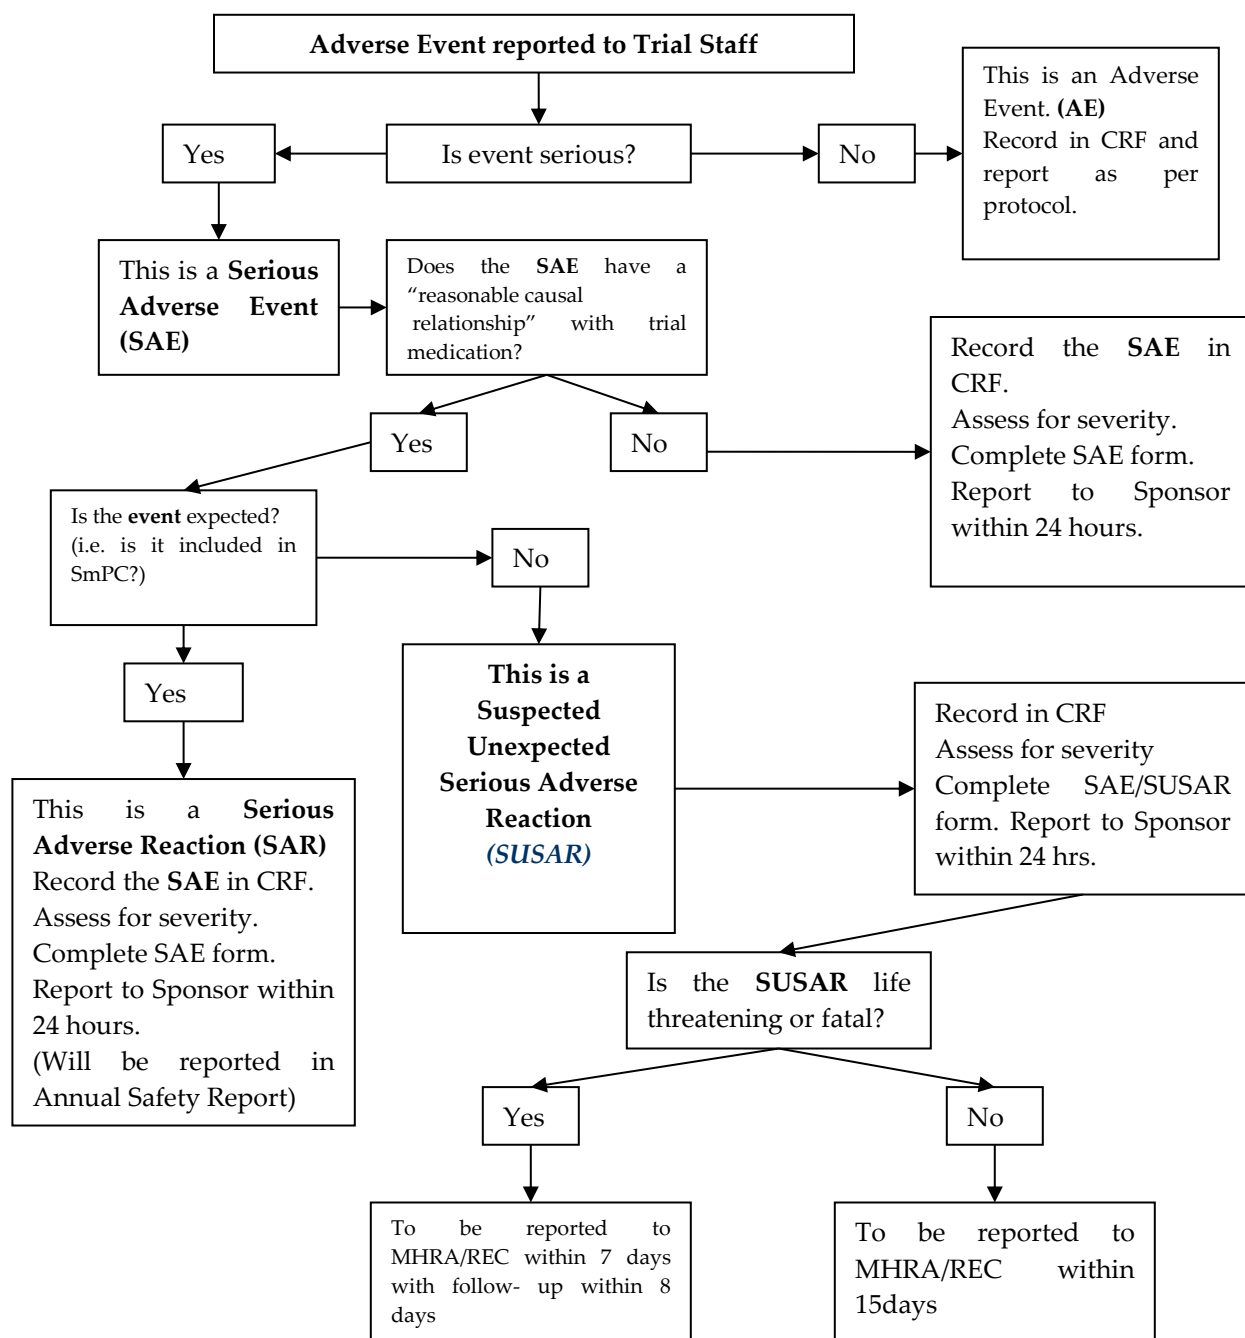 Adverse Event reported to Trial Staff
This is an Adverse
Event. (AE)
Record in CRF and
report as per
protocol.
Yes
Is event serious?
No
This is a Serious
Adverse Event
(SAE)
Does the SAE have a
“reasonable causal
relationship” with trial
medication?
Record the SAE in
CRF.
Assess for severity.
Complete SAE form.
Report to Sponsor
within 24 hours.
Yes
No
Is the event expected?
(i.e. is it included in
SmPC?)
No
Yes
This is a
Suspected
Unexpected
Serious Adverse
Reaction
(SUSAR)
Record in CRF
Assess for severity
Complete SAE/SUSAR
form. Report to Sponsor
within 24 hrs.
This is a Serious
Adverse Reaction (SAR)
Record the SAE in CRF.
Assess for severity.
Complete SAE form.
Report to Sponsor within
24 hours.
(Will be reported in
Annual Safety Report)
Is the SUSAR life
threatening or fatal?
Yes
No
To be reported to
MHRA/REC within 7 days
with follow- up within 8
days
To be reported to
MHRA/REC within
15days